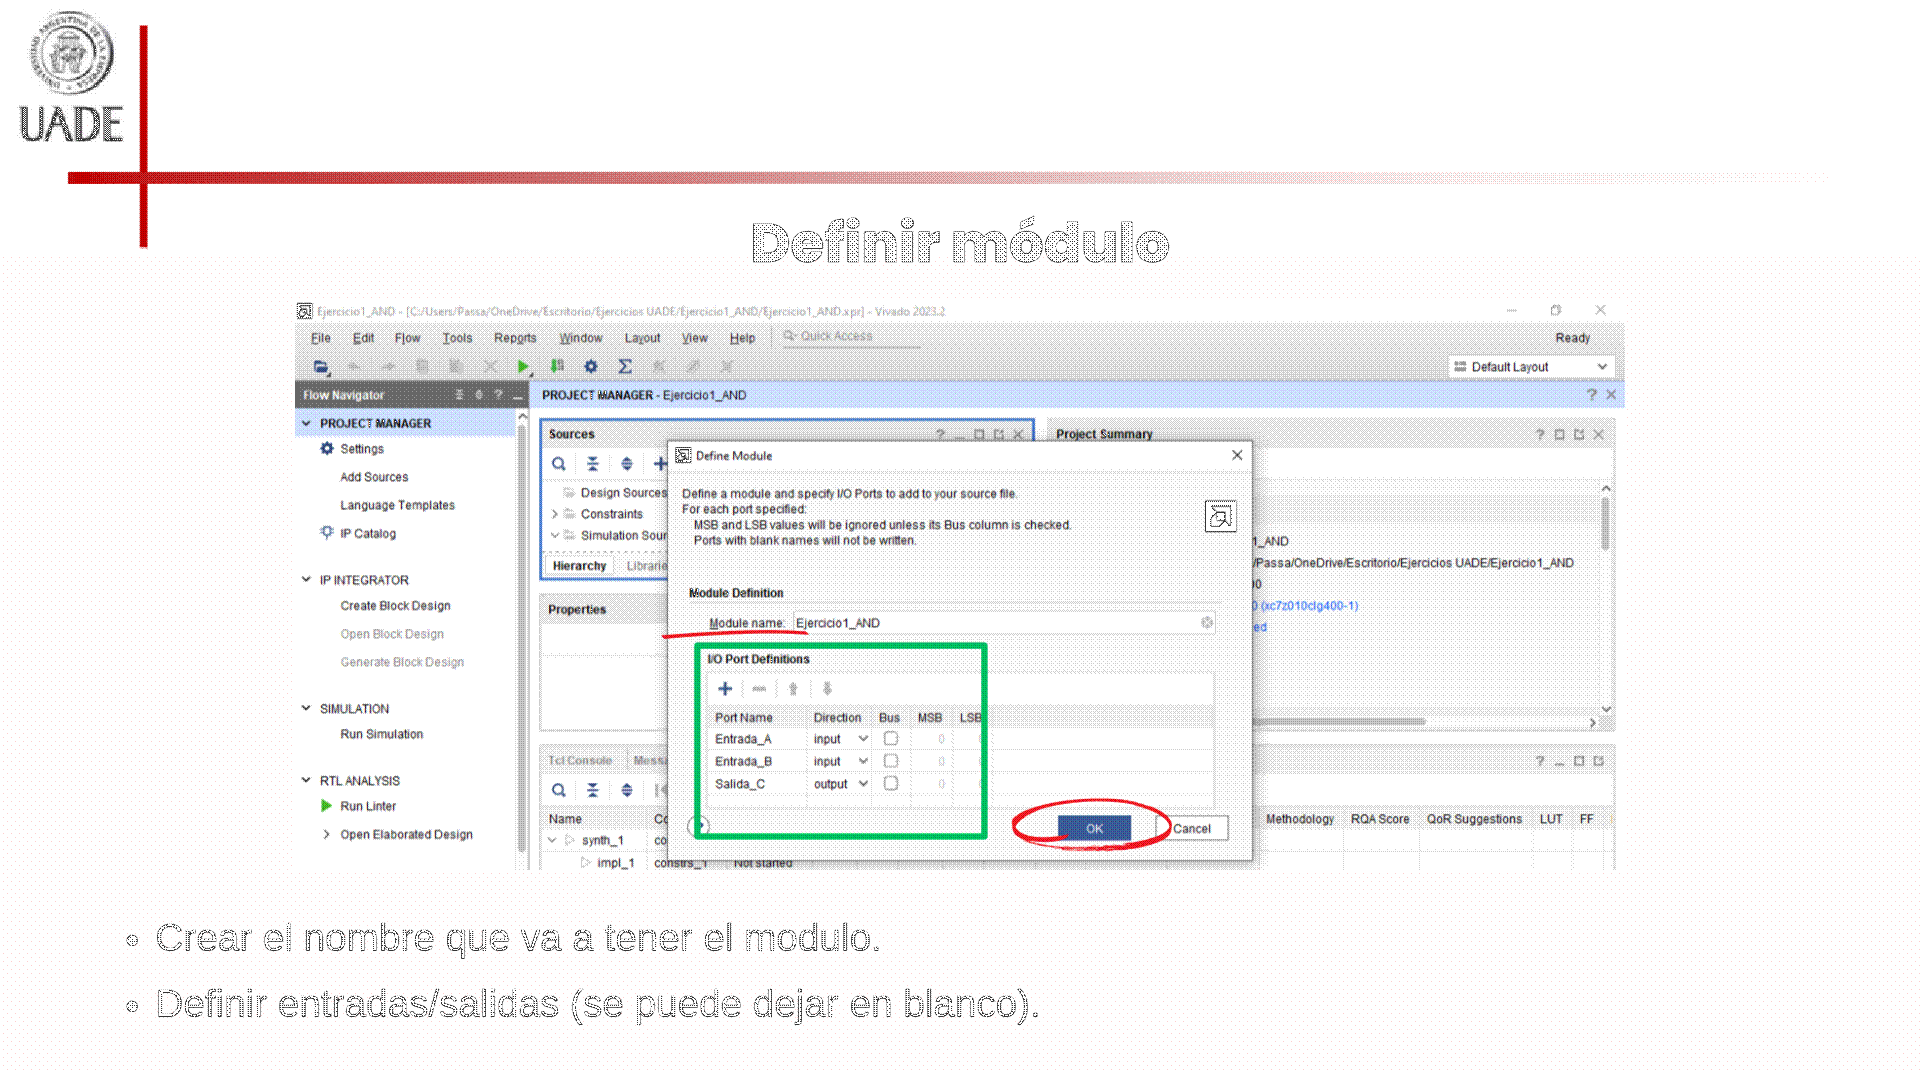 UADE
Definir módulo
Ejercicio1_AND - [C:/Users/Passa/OneDrive/Escritorio/Ejercicios UADE/Ejercicio1_AND/Ejercicio1_AND.xpr] - Vivado 2023.2
File Edit Flow Tools Reports Window Layout View Help Quick Access Ready
Default Layout
Flow Navigator
PROJECT MANAGER - Ejercicio1_AND
PROJECT MANAGER
Settings
Add Sources
Language Templates
IP Catalog
IP INTEGRATOR
Create Block Design
Open Block Design
Generate Block Design
SIMULATION
Run Simulation
RTL ANALYSIS
Run Linter
Open Elaborated Design
Sources
Design Sources
Constraints
Simulation Sour
Hierarchy Librarie
Properties
Project Summary
1_AND
/Passa/OneDrive/Escritorio/Ejercicios UADE/Ejercicio1_AND
(xc7z010clg400-1)
ed
Define Module
Define a module and specify I/O Ports to add to your source file.
For each port specified:
MSB and LSB values will be ignored unless its Bus column is checked.
Ports with blank names will not be written.
Module Definition
Module name: Ejercicio1_AND
I/O Port Definitions
Port Name Direction Bus MSB LSB
Entrada_A input 0 0
Entrada_B input 0 0
Salida_C output 0 0
OK Cancel
Tcl Console Messa
Name Co Methodology RQA Score QoR Suggestions LUT FF
synth_1 co
impl_1 constrs_1 Not started
• Crear el nombre que va a tener el modulo.
• Definir entradas/salidas (se puede dejar en blanco).